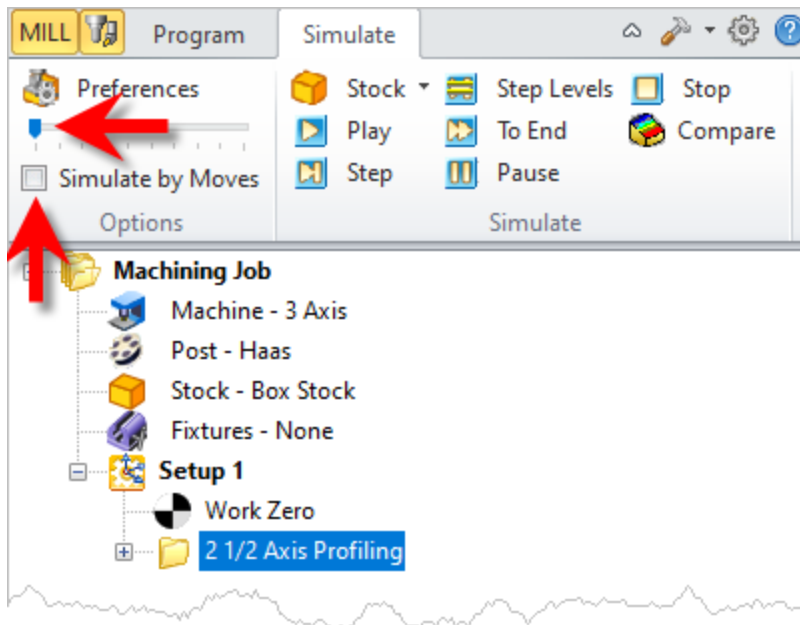 MILL Program Simulate
Preferences Stock Step Levels Stop
Play To End Compare
Simulate by Moves Step Pause
Options Simulate
Machining Job
Machine - 3 Axis
Post - Haas
Stock - Box Stock
Fixtures - None
Setup 1
Work Zero
2 1/2 Axis Profiling